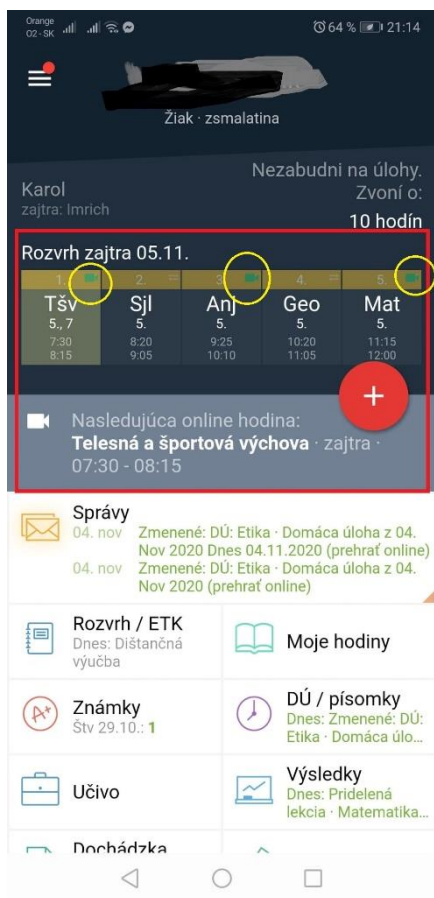 Orange
O2 - SK
64 % 21:14
Žiak · zsmalatina
Nezabudni na úlohy.
Karol
Zvoní o:
zajtra: Imrich
10 hodín
Rozvrh zajtra 05.11.
1. 2. 3. 4. 5.
Tšv Sjl Anj Geo Mat
5., 7 5. 5. 5. 5.
7:30 8:20 9:25 10:20 11:15
8:15 9:05 10:10 11:05 12:00
+
Nasledujúca online hodina:
Telesná a športová výchova · zajtra ·
07:30 - 08:15
Správy
04. nov Zmenené: DÚ: Etika · Domáca úloha z 04.
Nov 2020 Dnes 04.11.2020 (prehrať online)
04. nov Zmenené: DÚ: Etika · Domáca úloha z 04.
Nov 2020 (prehrať online)
Rozvrh / ETK
Dnes: Dištančná
výučba
Moje hodiny
A+
Známky
Štv 29.10.: 1
DÚ / písomky
Dnes: Zmenené: DÚ:
Etika · Domáca úlo...
Učivo
Výsledky
Dnes: Pridelená
lekcia · Matematika...
Dochádzka